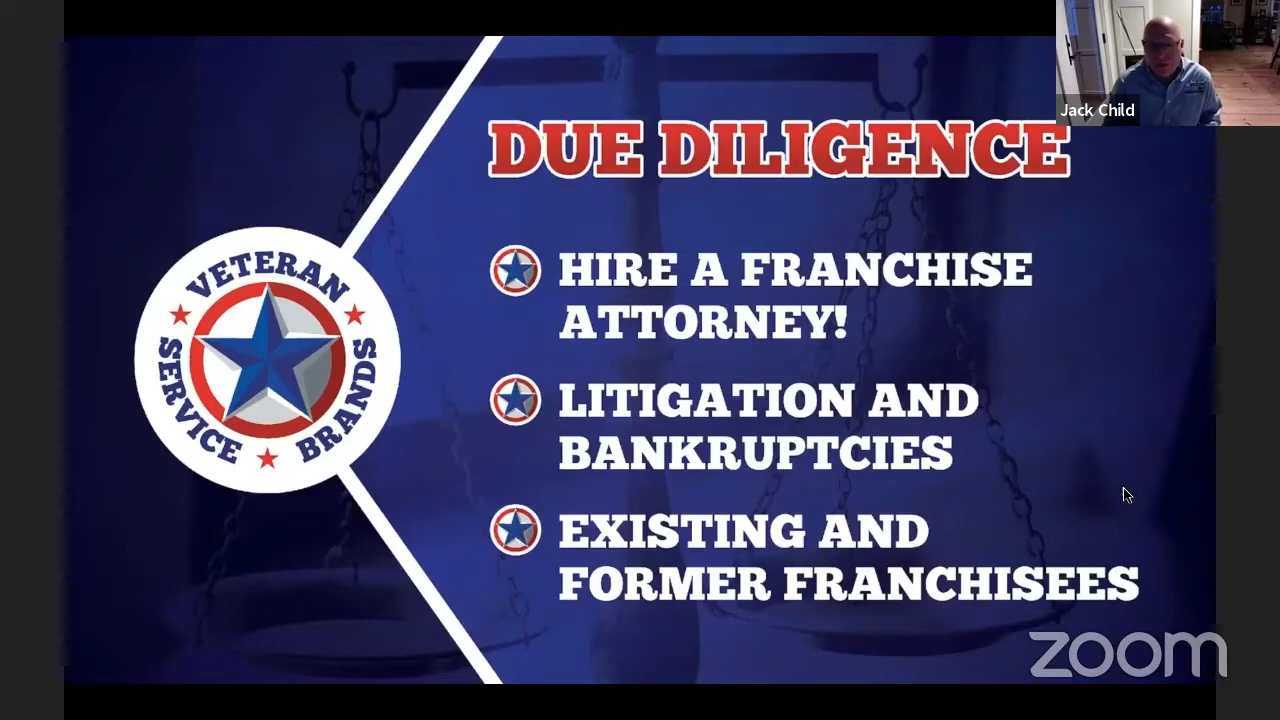 Jack Child
DUE DILIGENCE
VETERAN
SERVICE
BRANDS
HIRE A FRANCHISE
ATTORNEY!
LITIGATION AND
BANKRUPTCIES
EXISTING AND
FORMER FRANCHISEES
zoom